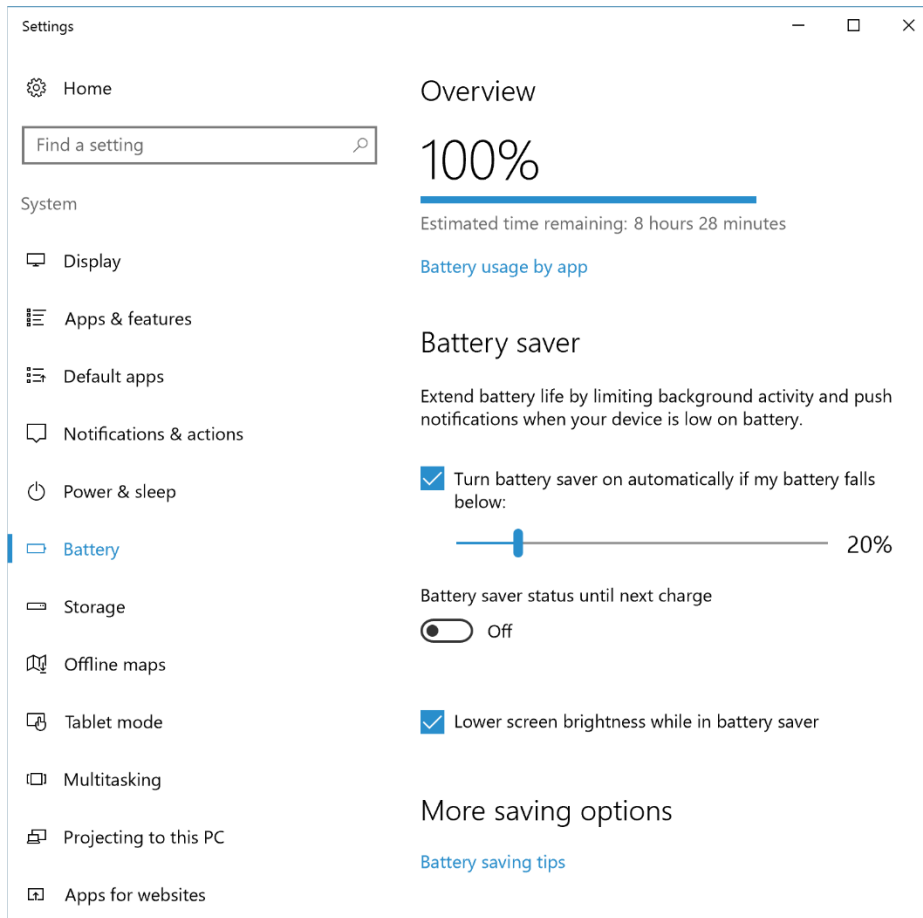 Settings
Home
Find a setting
System
Display
Apps & features
Default apps
Notifications & actions
Power & sleep
Battery
Storage
Offline maps
Tablet mode
Multitasking
Projecting to this PC
Apps for websites
Overview
100%
Estimated time remaining: 8 hours 28 minutes
Battery usage by app
Battery saver
Extend battery life by limiting background activity and push
notifications when your device is low on battery.
Turn battery saver on automatically if my battery falls
below:
20%
Battery saver status until next charge
Off
Lower screen brightness while in battery saver
More saving options
Battery saving tips